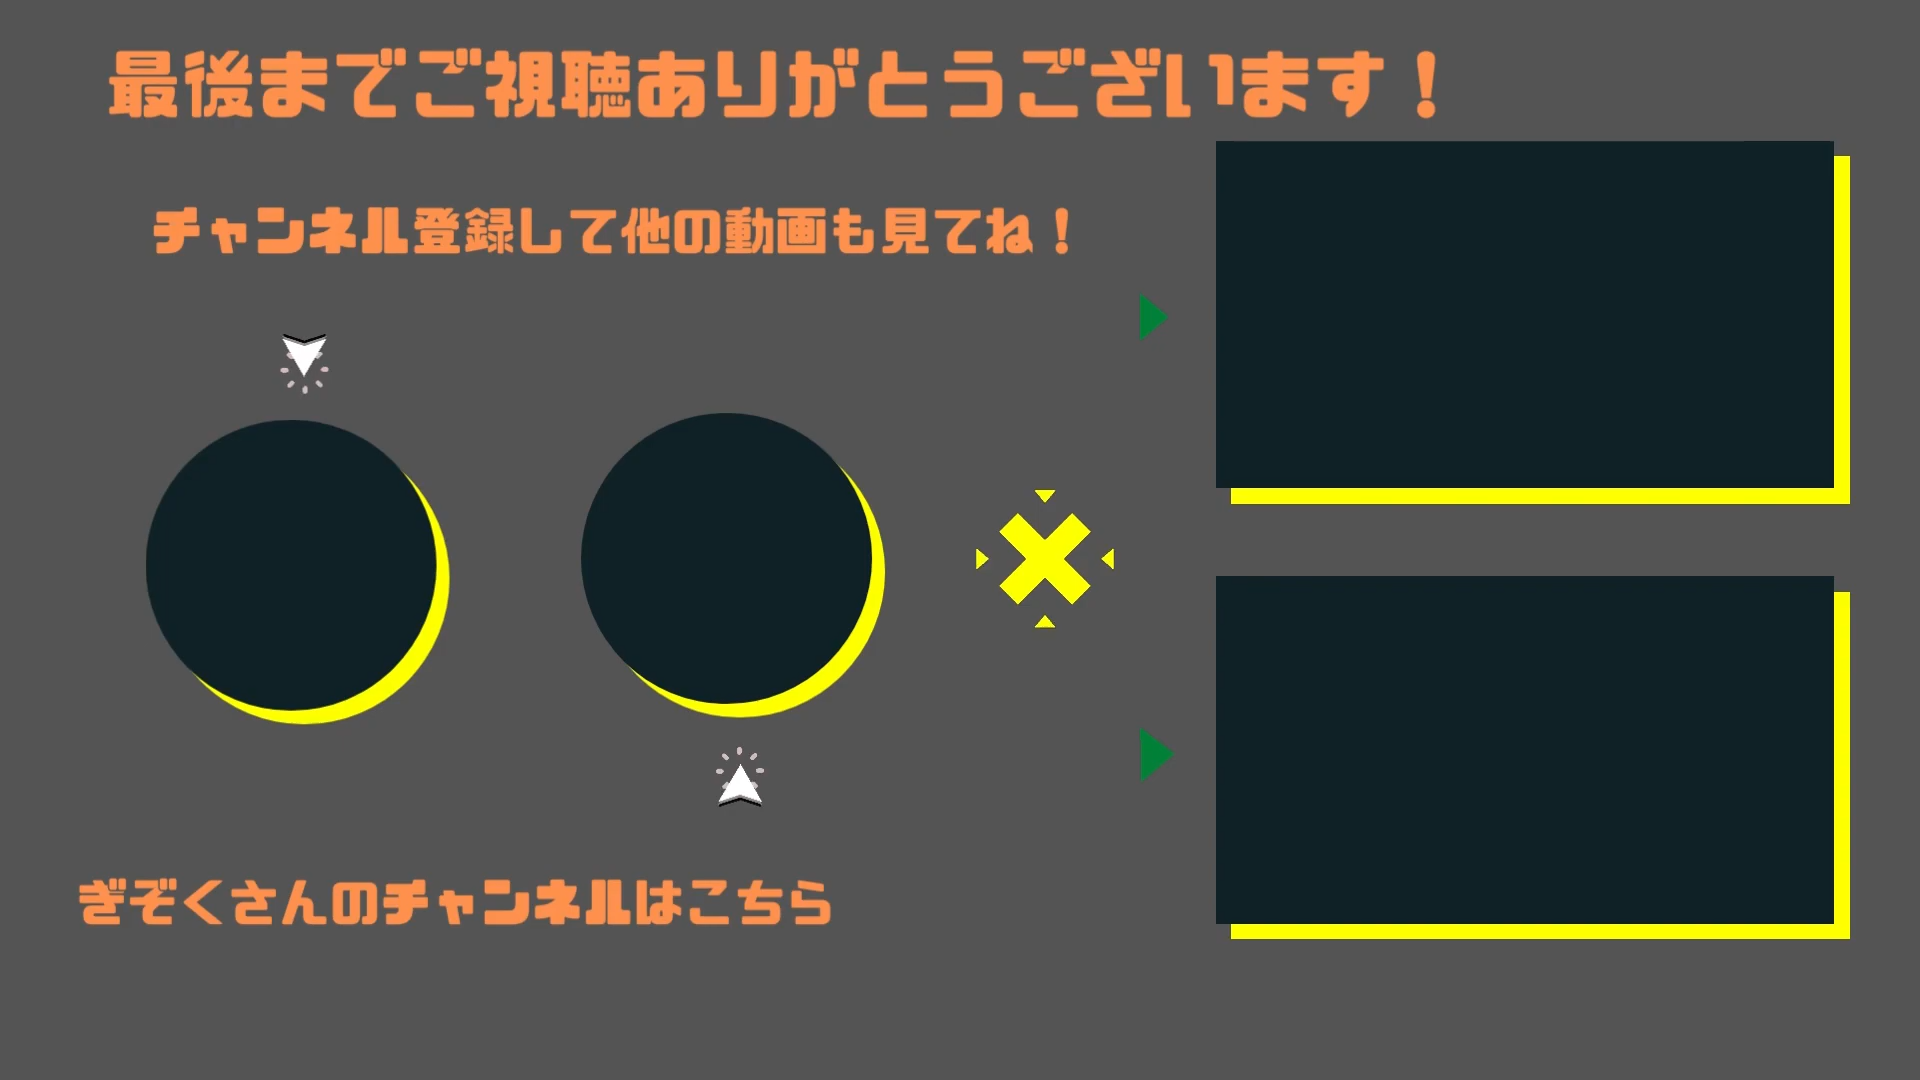 最後までご視聴ありがとうございます！
チャンネル登録して他の動画も見てね！
ぎぞくさんのチャンネルはこちら